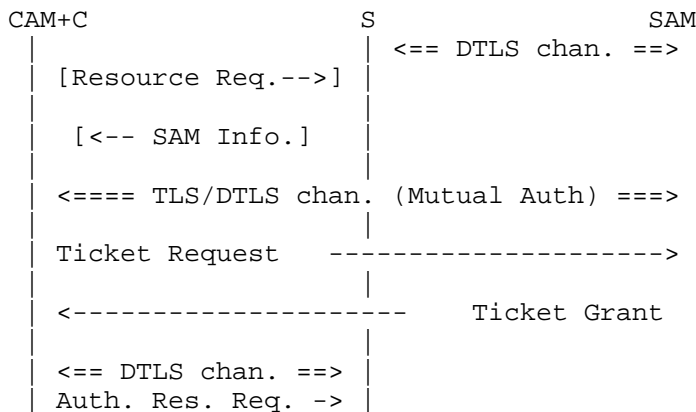 CAM+C S SAM
<== DTLS chan. ==>
[Resource Req.-->]
[<-- SAM Info.]
<==== TLS/DTLS chan. (Mutual Auth) ===>
Ticket Request --------------------->
<--------------------- Ticket Grant
<== DTLS chan. ==>
Auth. Res. Req. ->